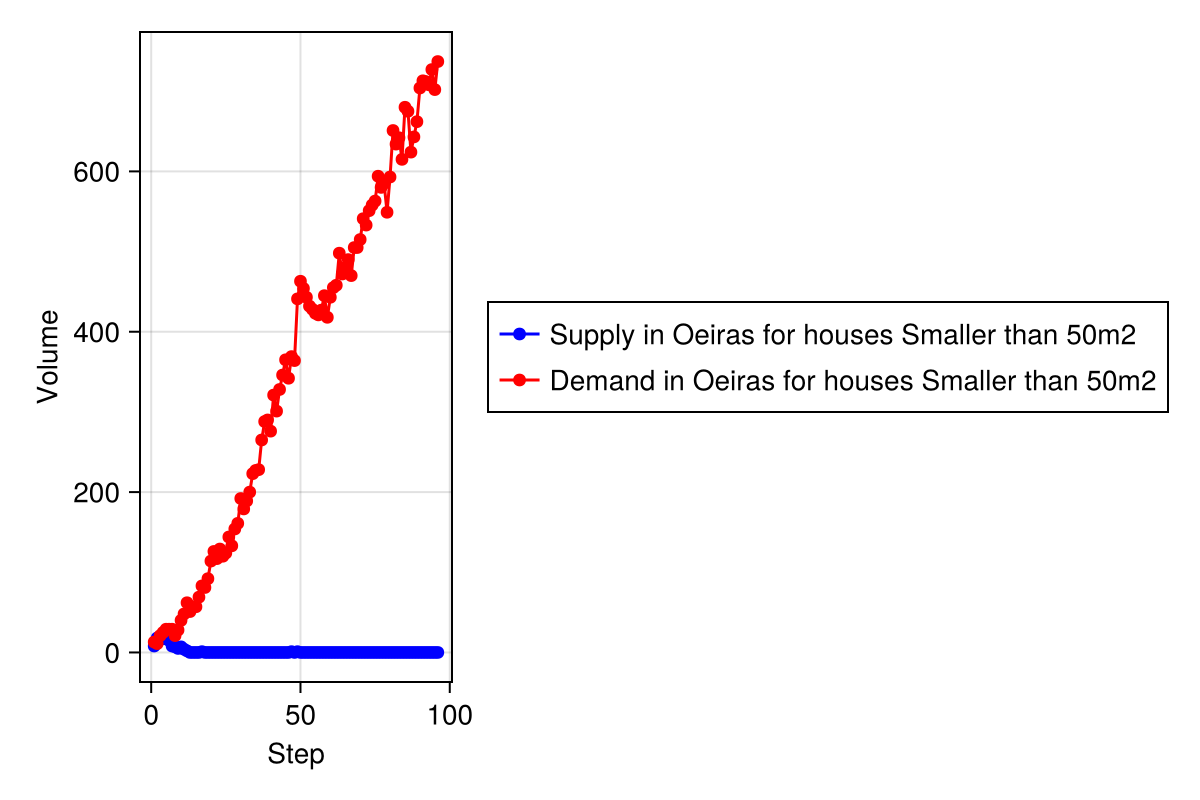 600
400
200
0
Volume
0 50 100
Step
Supply in Oeiras for houses Smaller than 50m2
Demand in Oeiras for houses Smaller than 50m2